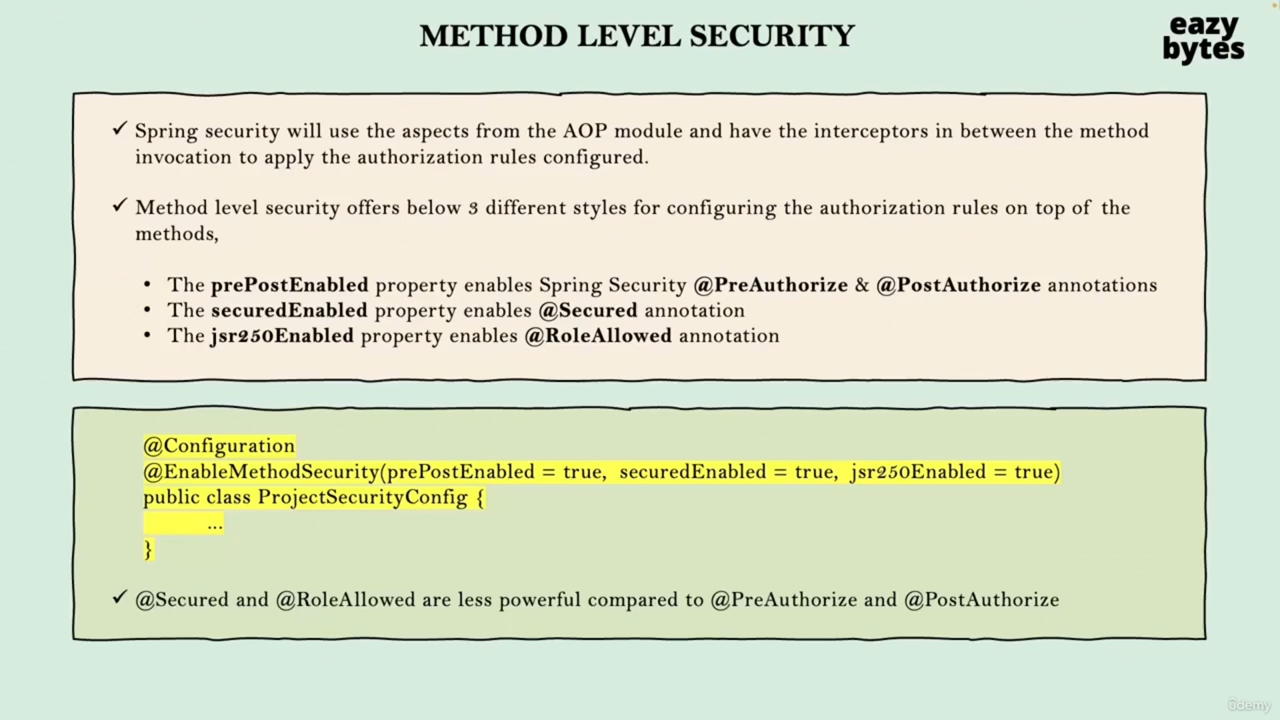 METHOD LEVEL SECURITY
eazy
bytes
✓ Spring security will use the aspects from the AOP module and have the interceptors in between the method
invocation to apply the authorization rules configured.
✓ Method level security offers below 3 different styles for configuring the authorization rules on top of the
methods,
• The prePostEnabled property enables Spring Security @PreAuthorize & @PostAuthorize annotations
• The securedEnabled property enables @Secured annotation
• The jsr250Enabled property enables @RoleAllowed annotation
@Configuration
@EnableMethodSecurity(prePostEnabled = true, securedEnabled = true, jsr250Enabled = true)
public class ProjectSecurityConfig {
...
}
✓ @Secured and @RoleAllowed are less powerful compared to @PreAuthorize and @PostAuthorize
ûdemy